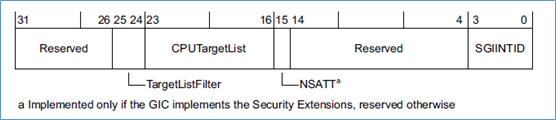 31 26 25 24 23 16 15 14 4 3 0
Reserved CPUTargetList Reserved SGIINTID
TargetListFilter NSATTa
a Implemented only if the GIC implements the Security Extensions, reserved otherwise